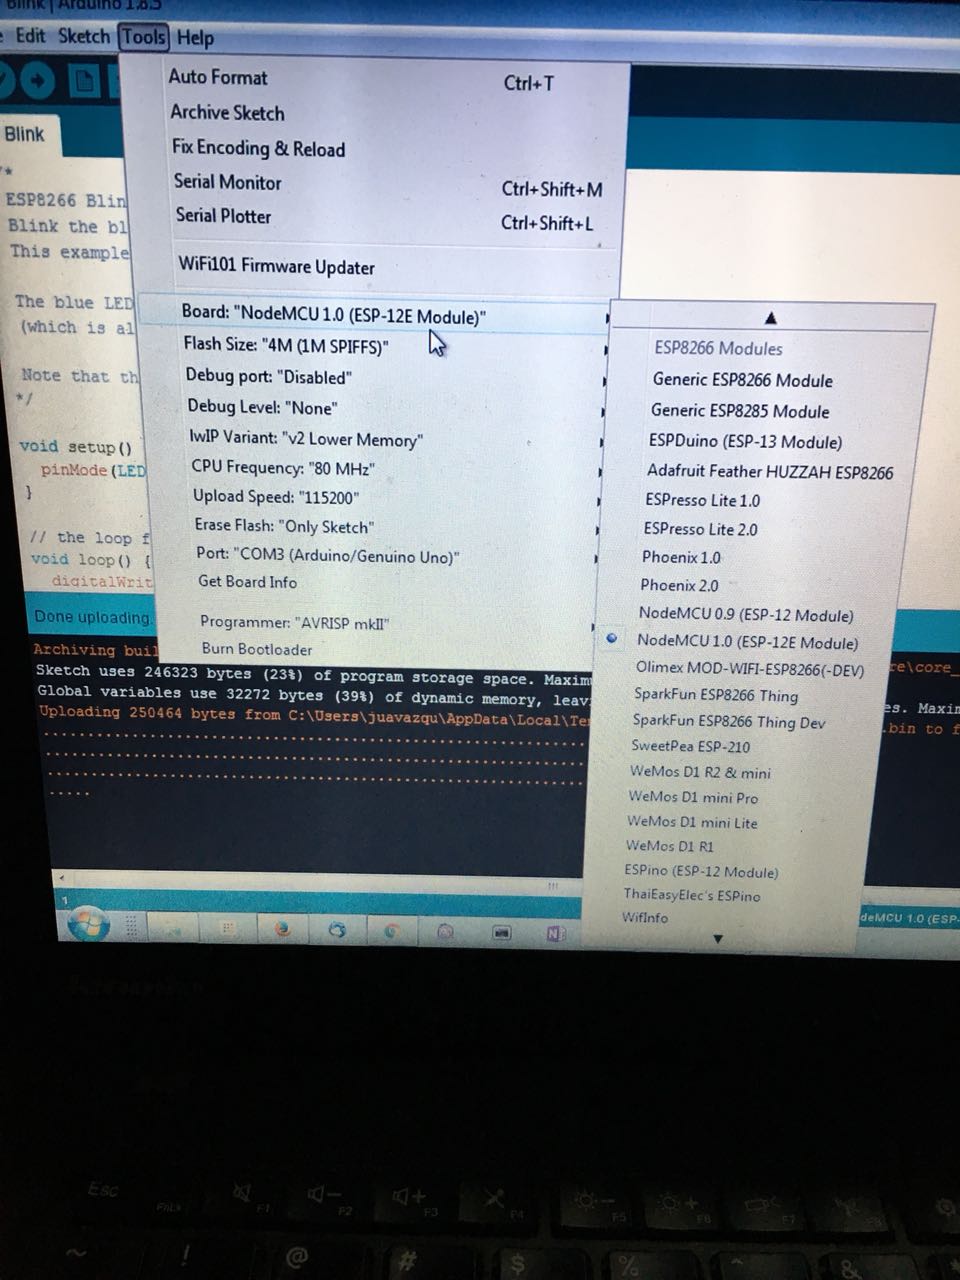 Blink | Arduino 1.8.5
Edit Sketch Tools Help
Auto Format Ctrl+T
Archive Sketch
Fix Encoding & Reload
Serial Monitor Ctrl+Shift+M
Serial Plotter Ctrl+Shift+L
WiFi101 Firmware Updater
Board: "NodeMCU 1.0 (ESP-12E Module)"
Flash Size: "4M (1M SPIFFS)"
Debug port: "Disabled"
Debug Level: "None"
lwIP Variant: "v2 Lower Memory"
CPU Frequency: "80 MHz"
Upload Speed: "115200"
Erase Flash: "Only Sketch"
Port: "COM3 (Arduino/Genuino Uno)"
Get Board Info
Programmer: "AVRISP mkII"
Burn Bootloader
ESP8266 Modules
Generic ESP8266 Module
Generic ESP8285 Module
ESPDuino (ESP-13 Module)
Adafruit Feather HUZZAH ESP8266
ESPresso Lite 1.0
ESPresso Lite 2.0
Phoenix 1.0
Phoenix 2.0
NodeMCU 0.9 (ESP-12 Module)
NodeMCU 1.0 (ESP-12E Module)
Olimex MOD-WIFI-ESP8266(-DEV)
SparkFun ESP8266 Thing
SparkFun ESP8266 Thing Dev
SweetPea ESP-210
WeMos D1 R2 & mini
WeMos D1 mini Pro
WeMos D1 mini Lite
WeMos D1 R1
ESPino (ESP-12 Module)
ThaiEasyElec's ESPino
WifInfo
Blink
/*
ESP8266 Blin
Blink the bl
This example
The blue LED
(which is al
Note that th
*/
void setup()
pinMode(LED
}
// the loop f
void loop() {
digitalWrit
Done uploading.
Archiving buil re\core_
Sketch uses 246323 bytes (23%) of program storage space. Maximu
Global variables use 32272 bytes (39%) of dynamic memory, leavi es. Maxim
Uploading 250464 bytes from C:\Users\juavazqu\AppData\Local\Te .bin to f
................................................
................................................
................................................
.....
1
deMCU 1.0 (ESP-
Esc
FnLk F1 F2 F3 F4 F5 F6 F7 F8
~ ! @ # $ % ^ &